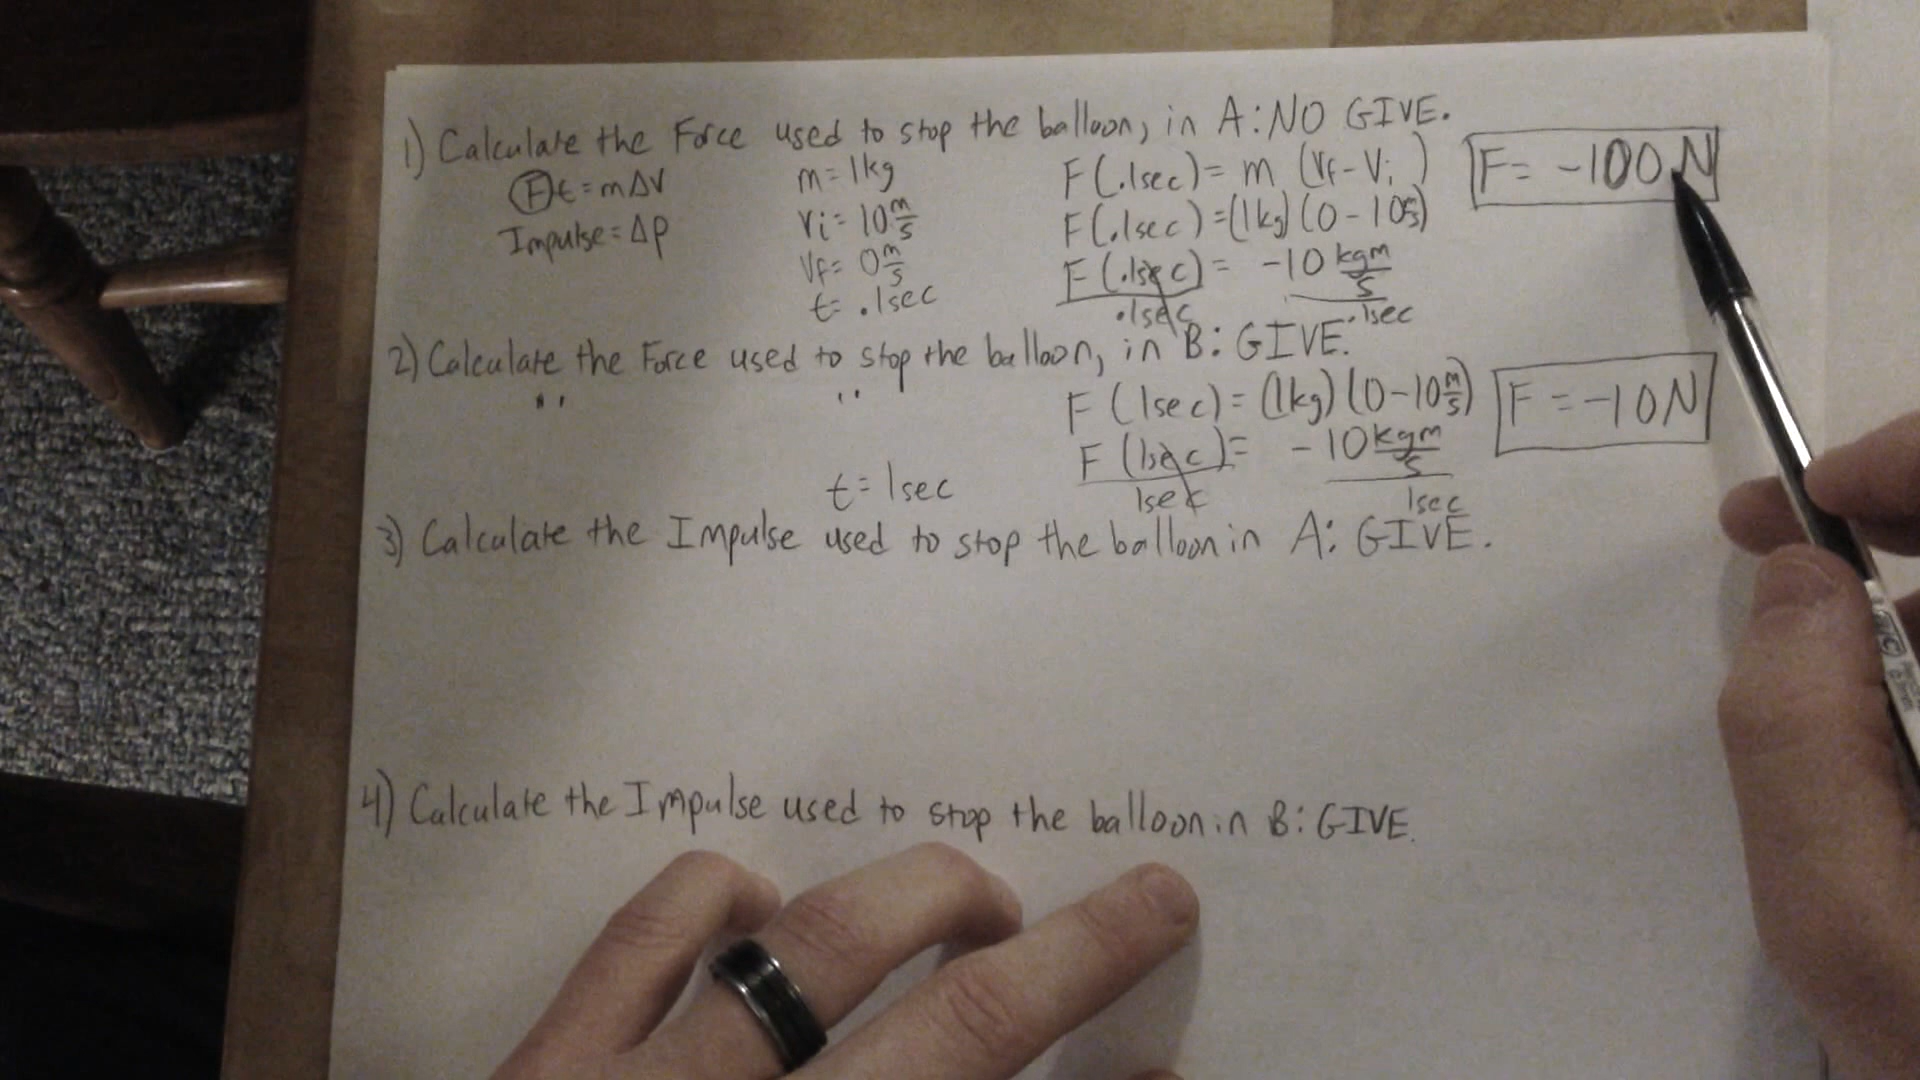 1) Calculate the Force used to stop the balloon, in A: NO GIVE.
Ft = mΔV
Impulse = Δp
m = 1kg
Vi = 10 m/s
Vf = 0 m/s
t = .1sec
F(.1sec) = m (Vf - Vi)
F(.1sec) = (1kg)(0 - 10 m/s)
F(.1sec) = -10 kgm/s
.1sec .1sec
F = -100 N
2) Calculate the Force used to stop the balloon, in B: GIVE.
" "
t = 1sec
F (1sec) = (1kg)(0 - 10 m/s)
F (1sec) = -10 kgm/s
1sec 1sec
F = -10N
3) Calculate the Impulse used to stop the balloon in A: GIVE.
4) Calculate the Impulse used to stop the balloon in B: GIVE.